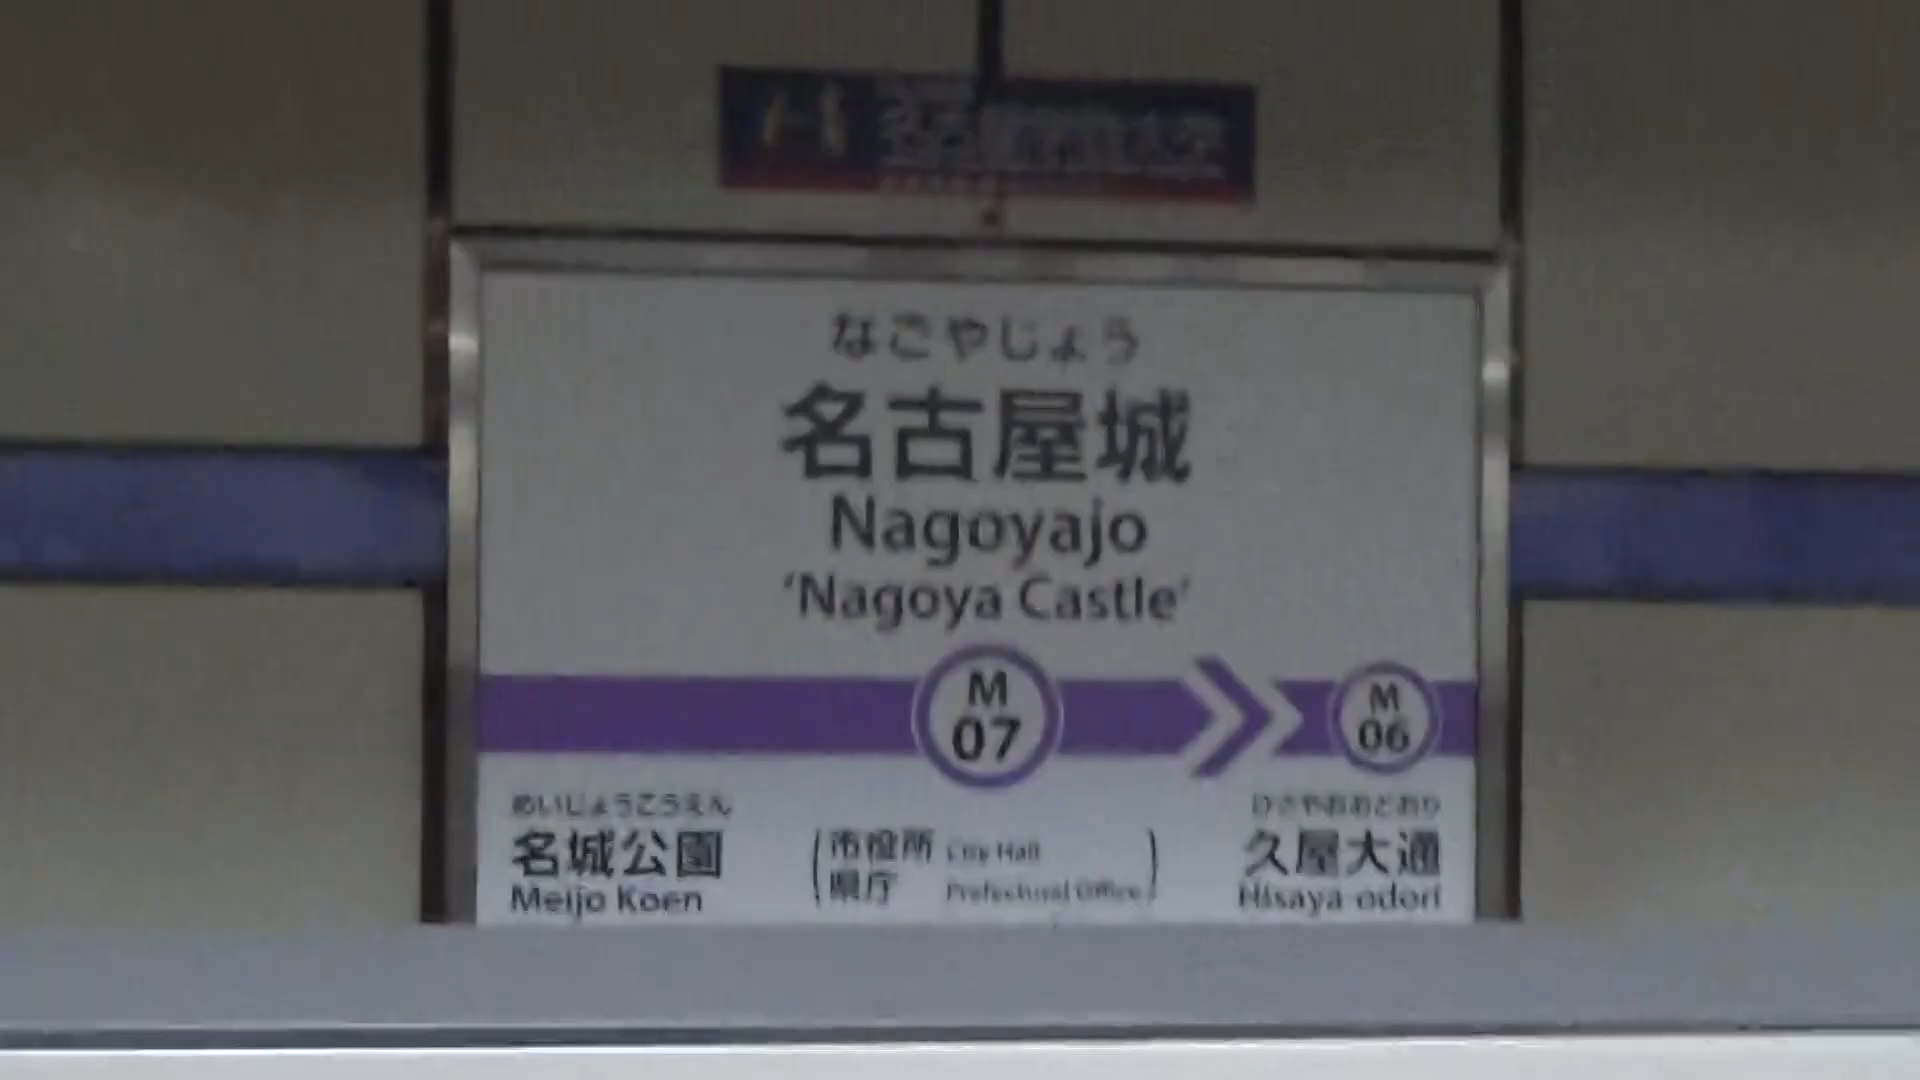 なごやじょう
名古屋城
Nagoyajo
‘Nagoya Castle’
M
07
M
06
めいじょうこうえん
名城公園
Meijo Koen
(市役所 City Hall
県庁 Prefectural Office)
ひさやおおどおり
久屋大通
Hisaya-odori